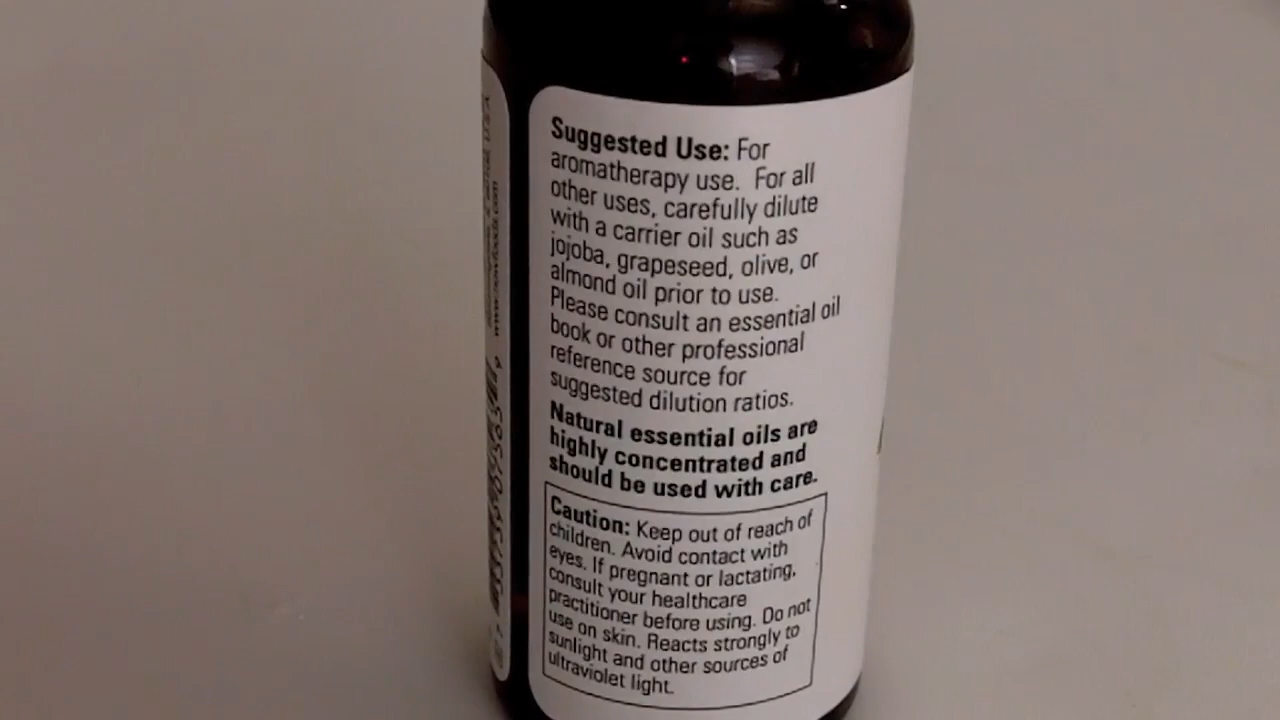 Suggested Use: For
aromatherapy use. For all
other uses, carefully dilute
with a carrier oil such as
jojoba, grapeseed, olive, or
almond oil prior to use.
Please consult an essential oil
book or other professional
reference source for
suggested dilution ratios.
Natural essential oils are
highly concentrated and
should be used with care.
Caution: Keep out of reach of
children. Avoid contact with
eyes. If pregnant or lactating,
consult your healthcare
practitioner before using. Do not
use on skin. Reacts strongly to
sunlight and other sources of
ultraviolet light.
www.nowfoods.com